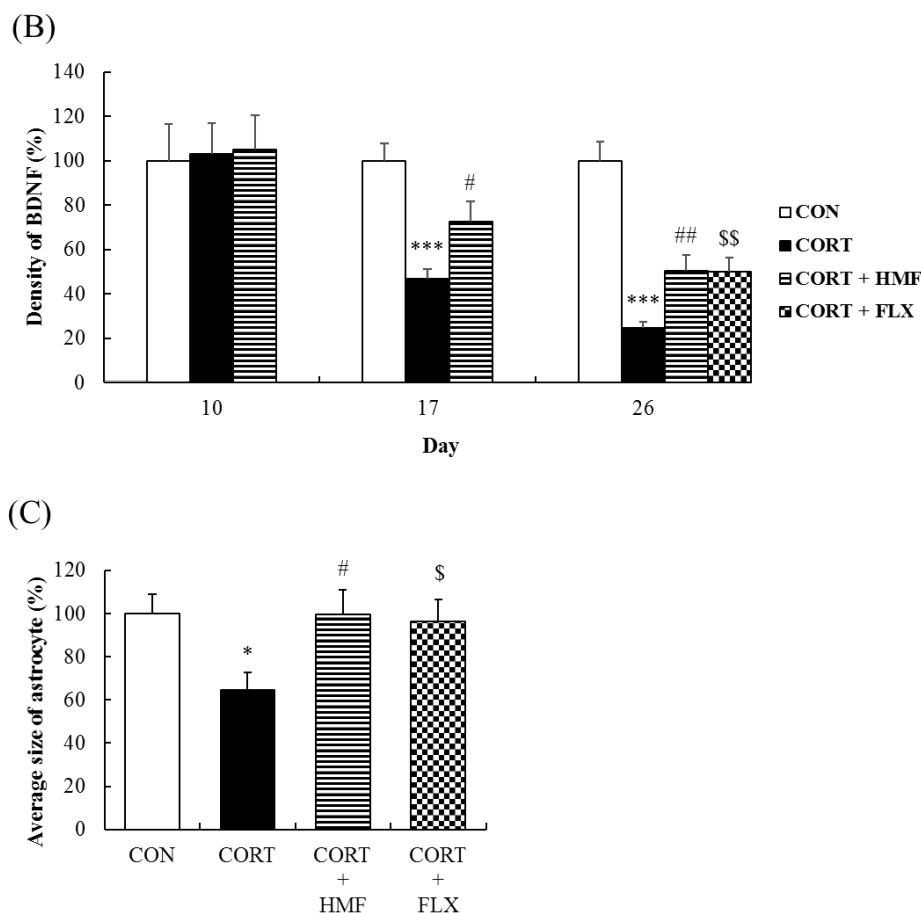 (B)
Density of BDNF (%)
140
120
100
80
60
40
20
0
#
***
##
$$
***
10 17 26
Day
CON
CORT
CORT + HMF
CORT + FLX
(C)
Average size of astrocyte (%)
120
100
80
60
40
20
0
*
#
$
CON CORT CORT CORT
+ +
HMF FLX